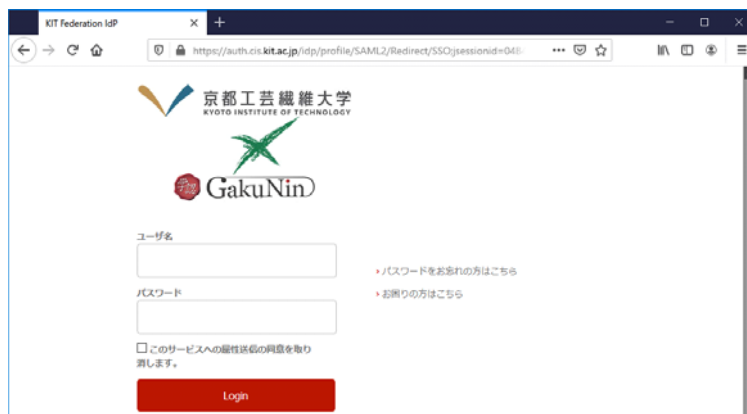 KIT Federation IdP
https://auth.cis.kit.ac.jp/idp/profile/SAML2/Redirect/SSO;jsessionid=048
京都工芸繊維大学
KYOTO INSTITUTE OF TECHNOLOGY
学認 GakuNin
ユーザ名
パスワードをお忘れの方はこちら
パスワード
お困りの方はこちら
このサービスへの属性送信の同意を取り
消します。
Login